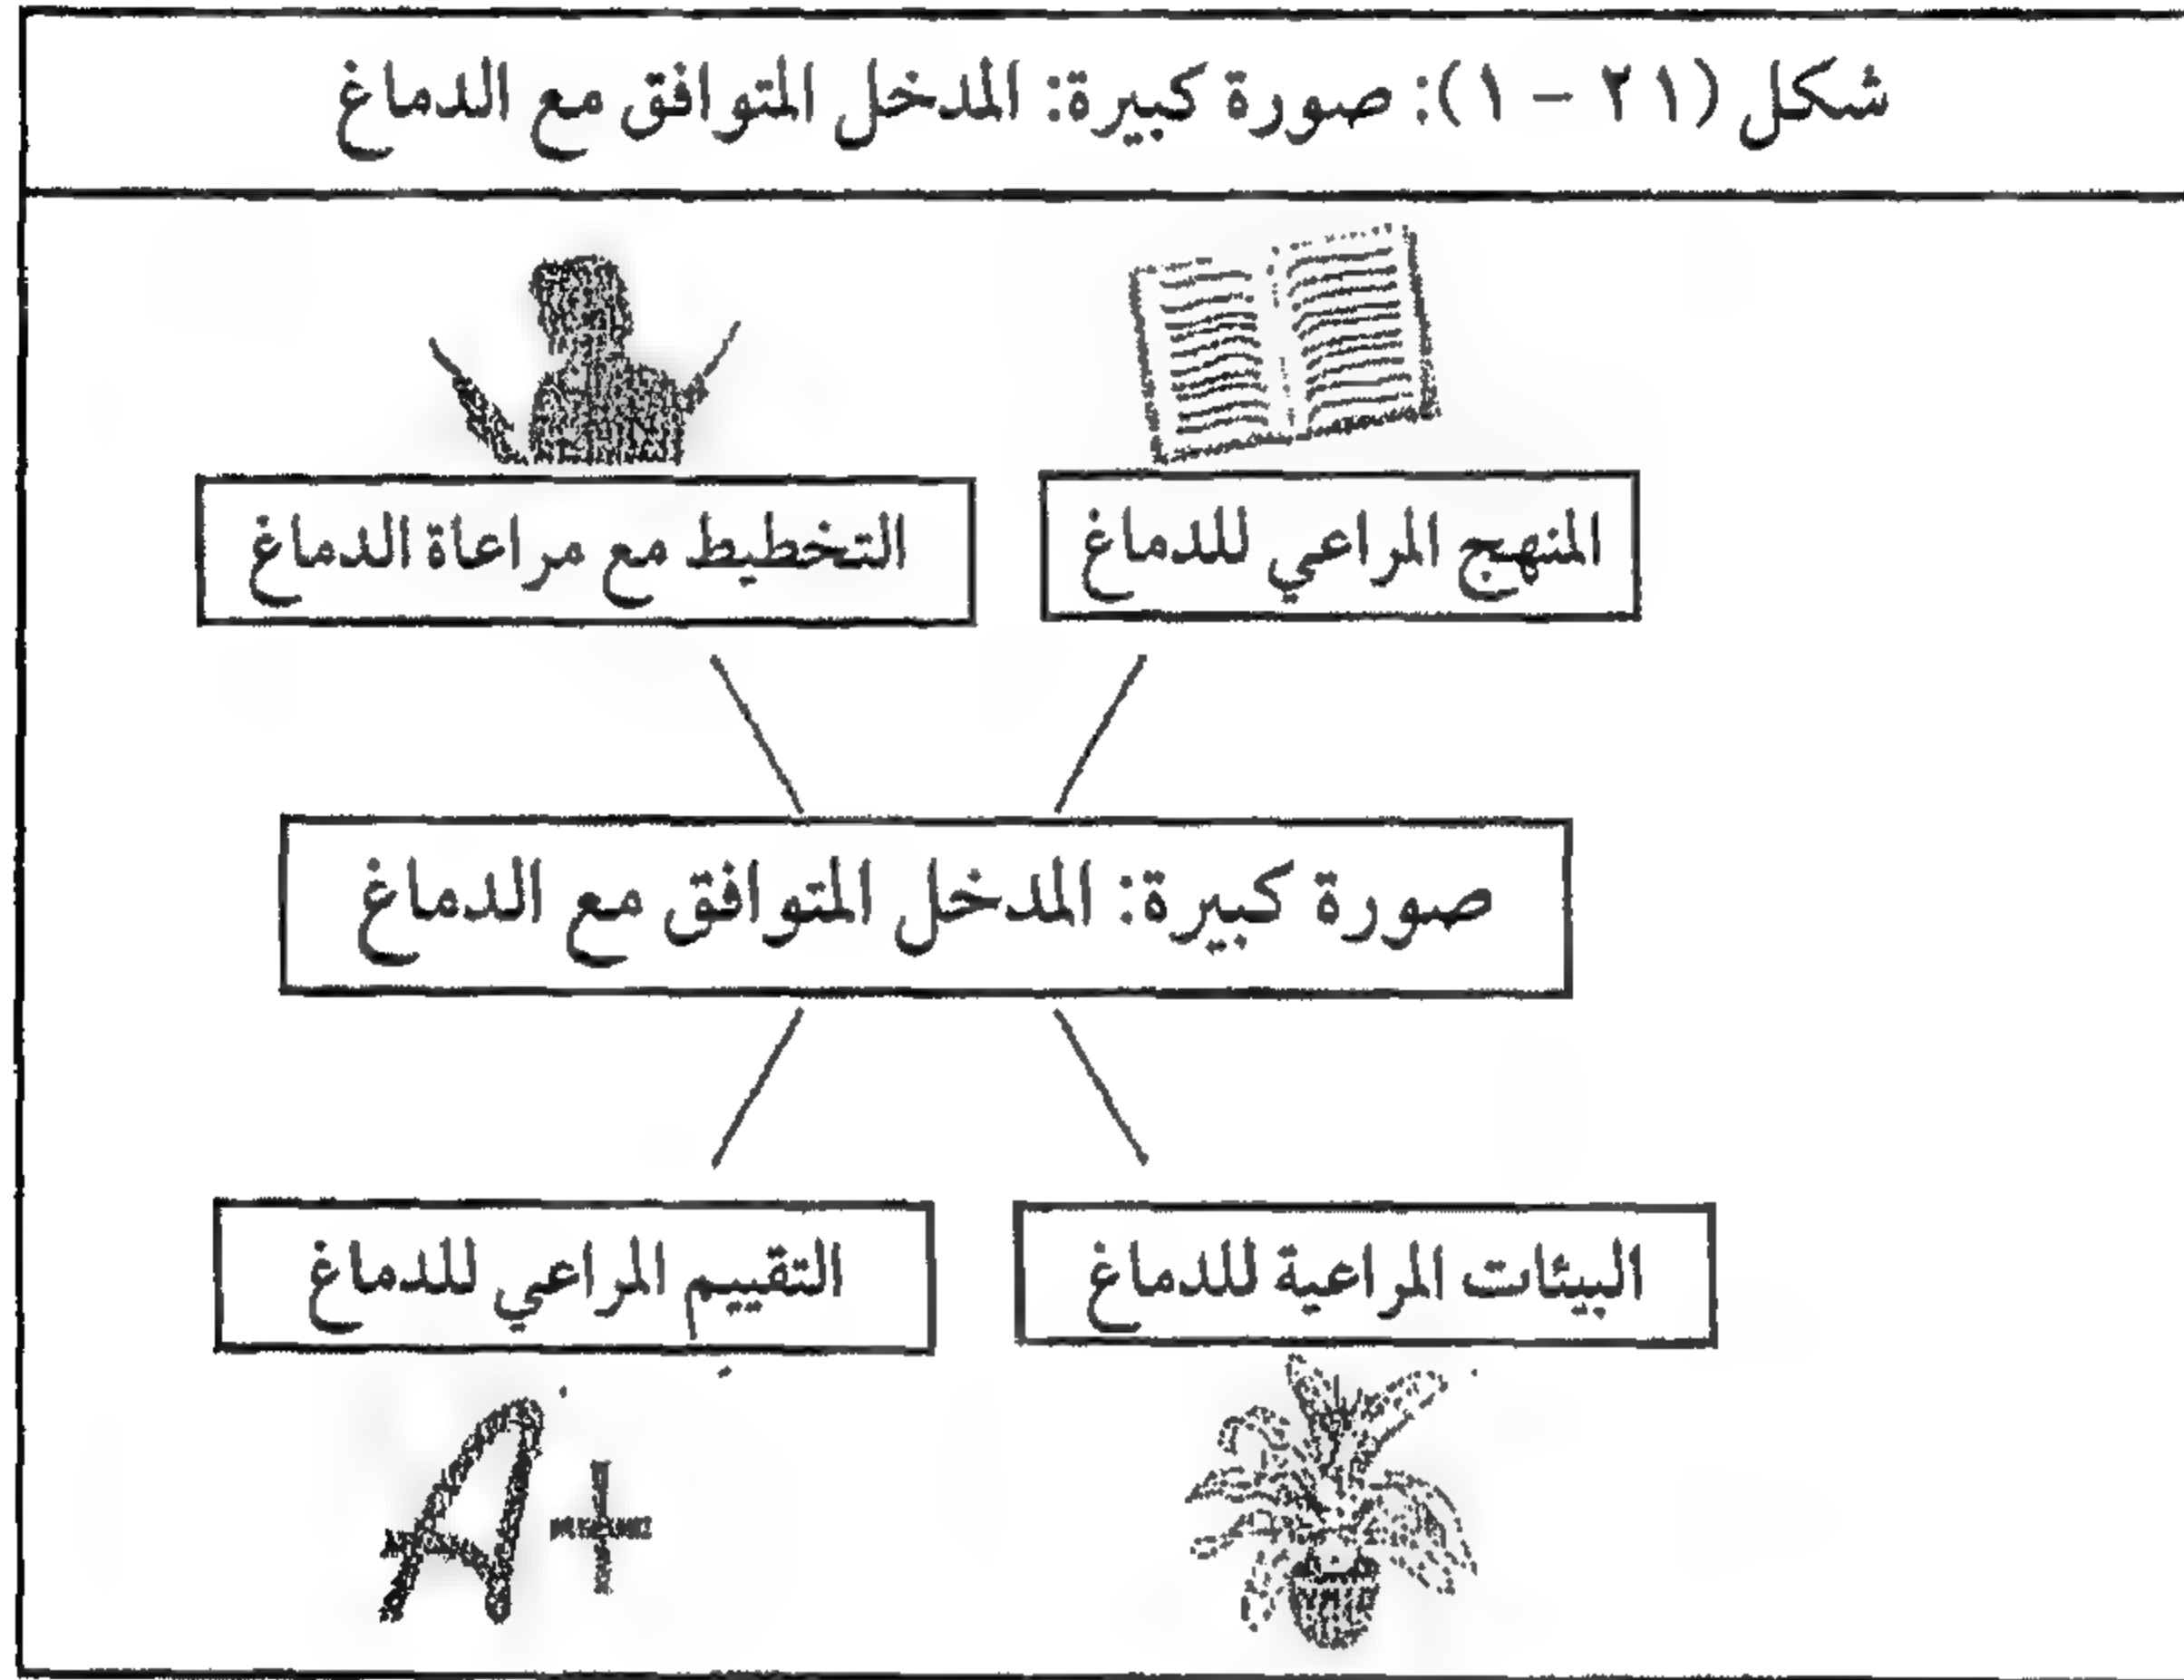 شكل (٢١ – ١): صورة كبيرة: المدخل المتوافق مع الدماغ
المنهج المراعي للدماغ
التخطيط مع مراعاة الدماغ
صورة كبيرة: المدخل المتوافق مع الدماغ
البيئات المراعية للدماغ
التقييم المراعي للدماغ
A+